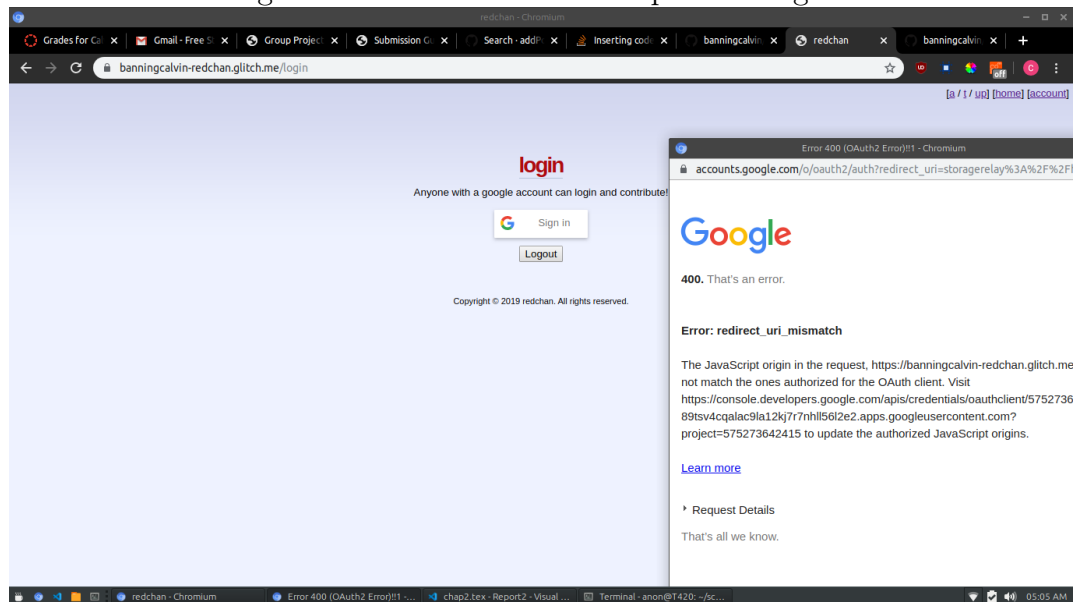 redchan - Chromium
Grades for Ca
Gmail - Free S
Group Project
Submission Gu
Search · addP
Inserting code
banningcalvin
redchan
banningcalvin
banningcalvin-redchan.glitch.me/login
off
C
[a / t / up] [home] [account]
login
Anyone with a google account can login and contribute!
Sign in
Logout
Copyright © 2019 redchan. All rights reserved.
Error 400 (OAuth2 Error)!!1 - Chromium
accounts.google.com/o/oauth2/auth?redirect_uri=storagerelay%3A%2F%2F
Google
400. That's an error.
Error: redirect_uri_mismatch
The JavaScript origin in the request, https://banningcalvin-redchan.glitch.me
not match the ones authorized for the OAuth client. Visit
https://console.developers.google.com/apis/credentials/oauthclient/5752736
89tsv4cqalac9la12kj7r7nhll56l2e2.apps.googleusercontent.com?
project=575273642415 to update the authorized JavaScript origins.
Learn more
Request Details
That's all we know.
redchan - Chromium
Error 400 (OAuth2 Error)!!1 - ...
chap2.tex - Report2 - Visual ...
Terminal - anon@T420: ~/sc...
05:05 AM